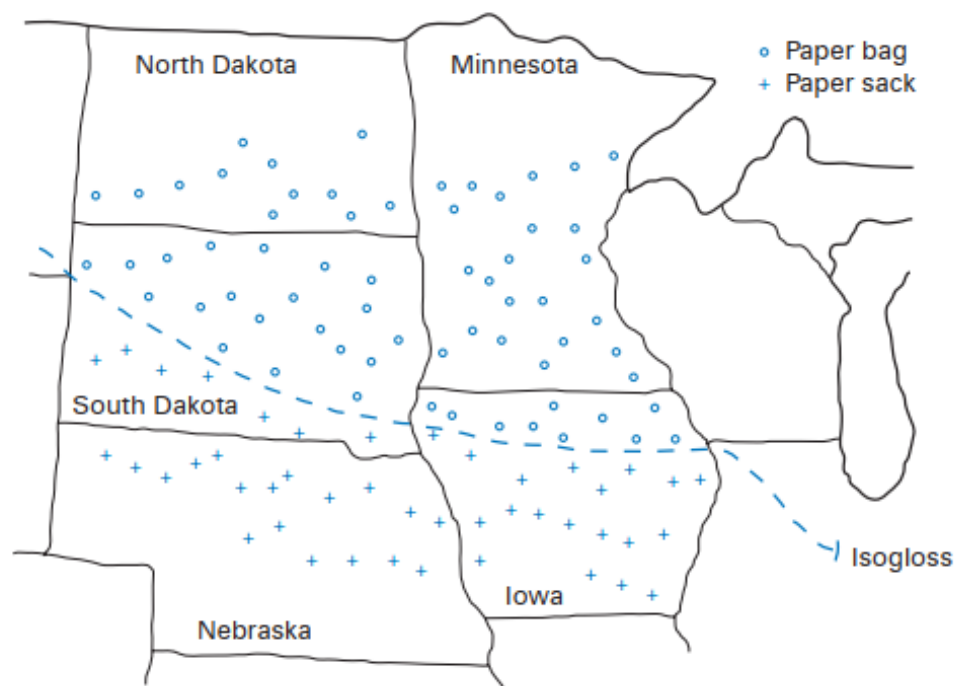 North Dakota
Minnesota
Paper bag
Paper sack
South Dakota
Isogloss
Iowa
Nebraska